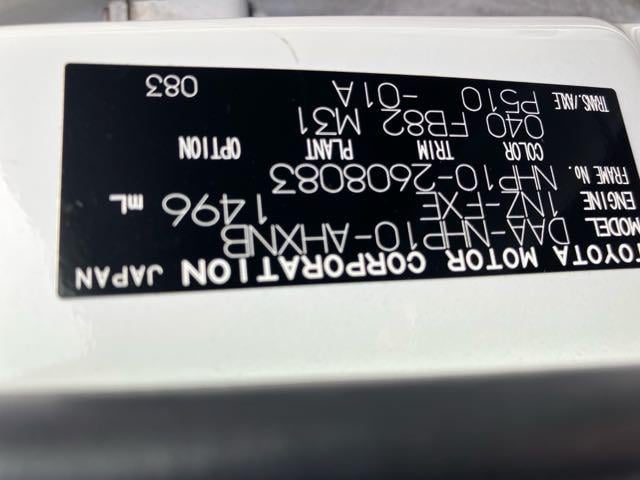 TOYOTA MOTOR CORPORATION JAPAN
MODEL DAA-NHP10-AHXNB
ENGINE 1NZ-FXE 1496 mL
FRAME No. NHP10-2608083
COLOR TRIM PLANT OPTION
040 FB82 M31
TRANS./AXLE P510 -01A 083